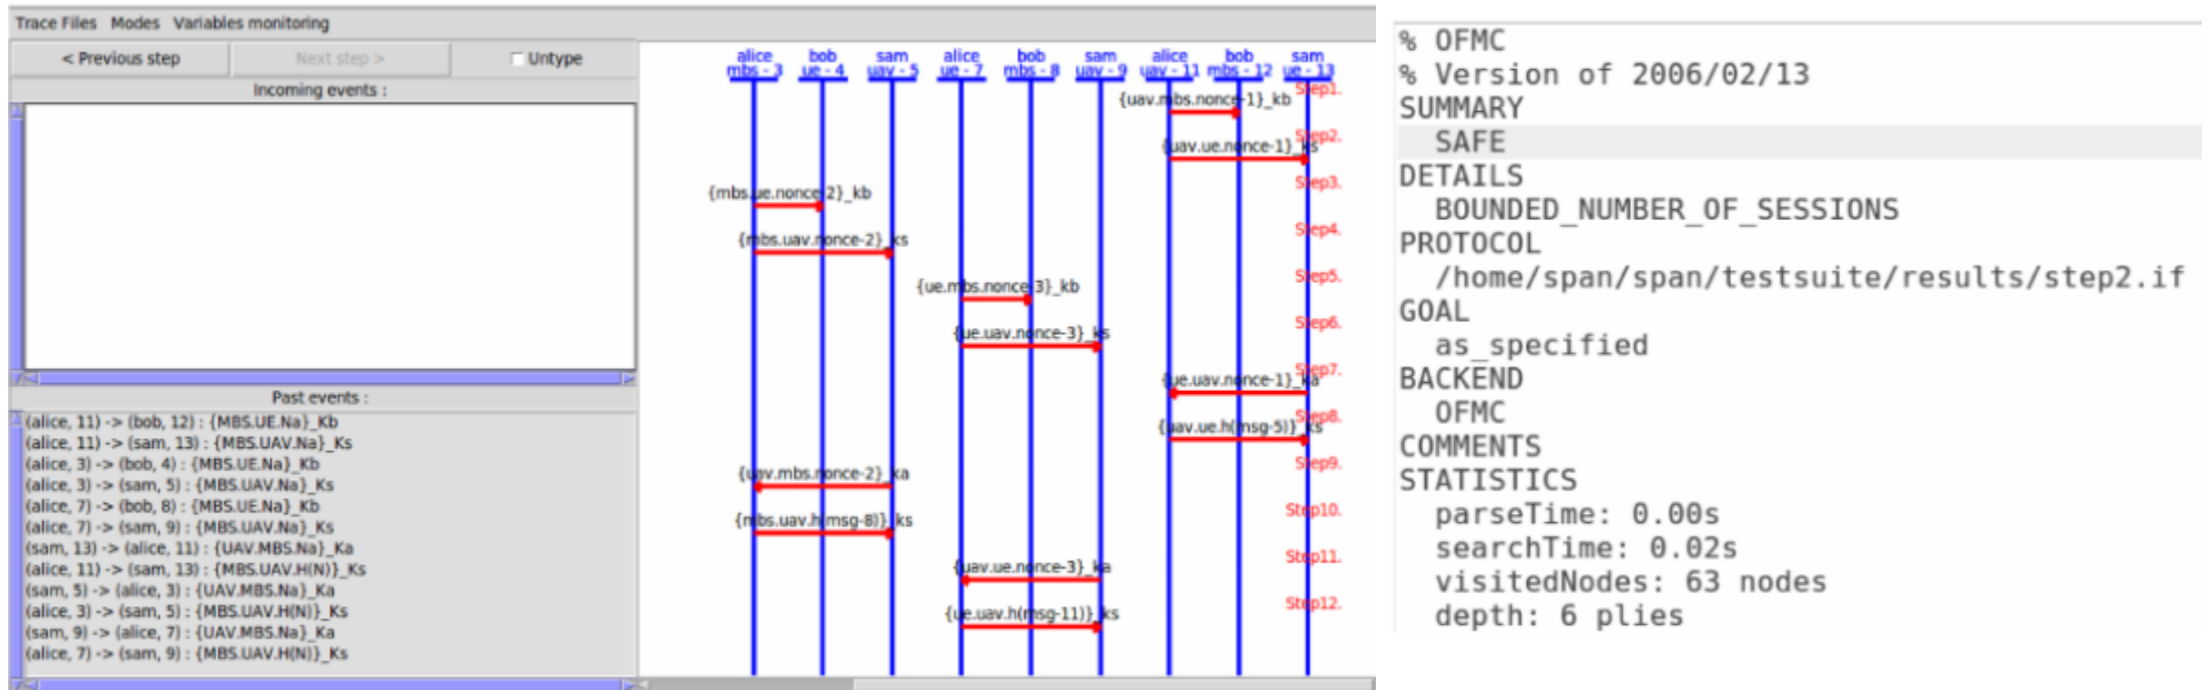 Trace Files Modes Variables monitoring
< Previous step Next step > Untype
Incoming events :
Past events :
(alice, 11) -> (bob, 12) : {MBS.UE.Na}_Kb
(alice, 11) -> (sam, 13) : {MBS.UAV.Na}_Ks
(alice, 3) -> (bob, 4) : {MBS.UE.Na}_Kb
(alice, 3) -> (sam, 5) : {MBS.UAV.Na}_Ks
(alice, 7) -> (bob, 8) : {MBS.UE.Na}_Kb
(alice, 7) -> (sam, 9) : {MBS.UAV.Na}_Ks
(sam, 13) -> (alice, 11) : {UAV.MBS.Na}_Ka
(alice, 11) -> (sam, 13) : {MBS.UAV.H(N)}_Ks
(sam, 5) -> (alice, 3) : {UAV.MBS.Na}_Ka
(alice, 3) -> (sam, 5) : {MBS.UAV.H(N)}_Ks
(sam, 9) -> (alice, 7) : {UAV.MBS.Na}_Ka
(alice, 7) -> (sam, 9) : {MBS.UAV.H(N)}_Ks
alice bob sam alice bob sam alice bob sam
mbs - 3 ue - 4 uav - 5 ue - 7 mbs - 8 uav - 9 uav - 11 mbs - 12 ue - 13
Step1.
{uav.mbs.nonce-1}_kb
Step2.
{uav.ue.nonce-1}_ks
Step3.
{mbs.ue.nonce-2}_kb
Step4.
{mbs.uav.nonce-2}_ks
Step5.
{ue.mbs.nonce-3}_kb
Step6.
{ue.uav.nonce-3}_ks
Step7.
{ue.uav.nonce-1}_ka
Step8.
{uav.ue.h(msg-5)}_ks
Step9.
{uav.mbs.nonce-2}_ka
Step10.
{mbs.uav.h(msg-8)}_ks
Step11.
{uav.ue.nonce-3}_ka
Step12.
{ue.uav.h(msg-11)}_ks
% OFMC
% Version of 2006/02/13
SUMMARY
SAFE
DETAILS
BOUNDED_NUMBER_OF_SESSIONS
PROTOCOL
/home/span/span/testsuite/results/step2.if
GOAL
as_specified
BACKEND
OFMC
COMMENTS
STATISTICS
parseTime: 0.00s
searchTime: 0.02s
visitedNodes: 63 nodes
depth: 6 plies